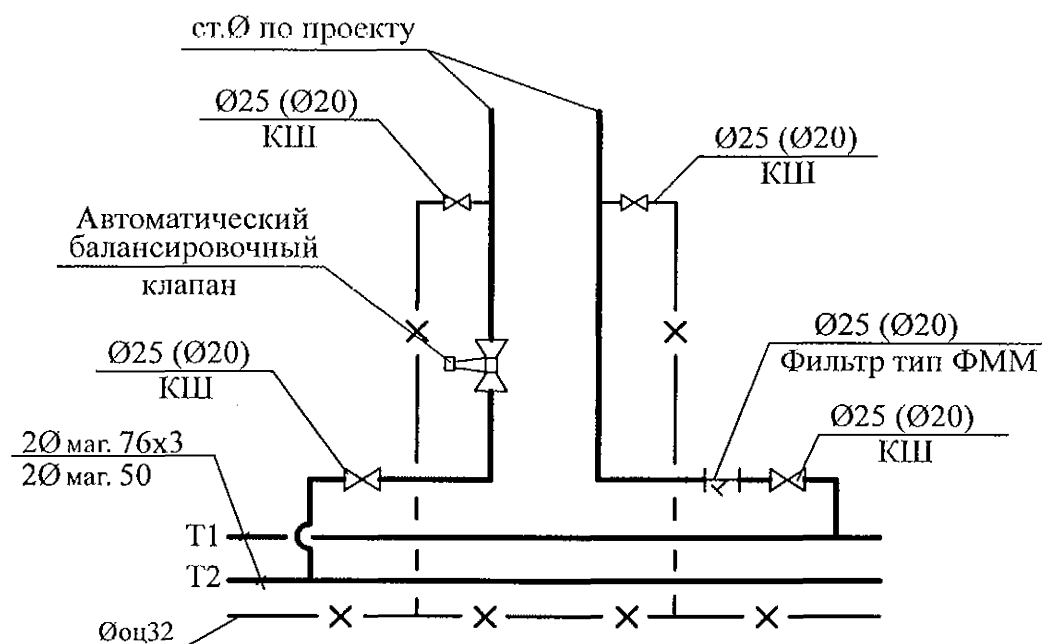 ст.Ø по проекту
Ø25 (Ø20)
КШ
Ø25 (Ø20)
КШ
Автоматический
балансировочный
клапан
Ø25 (Ø20)
Фильтр тип ФММ
Ø25 (Ø20)
КШ
Ø25 (Ø20)
КШ
2Ø маг. 76х3
2Ø маг. 50
Т1
Т2
Øоц32